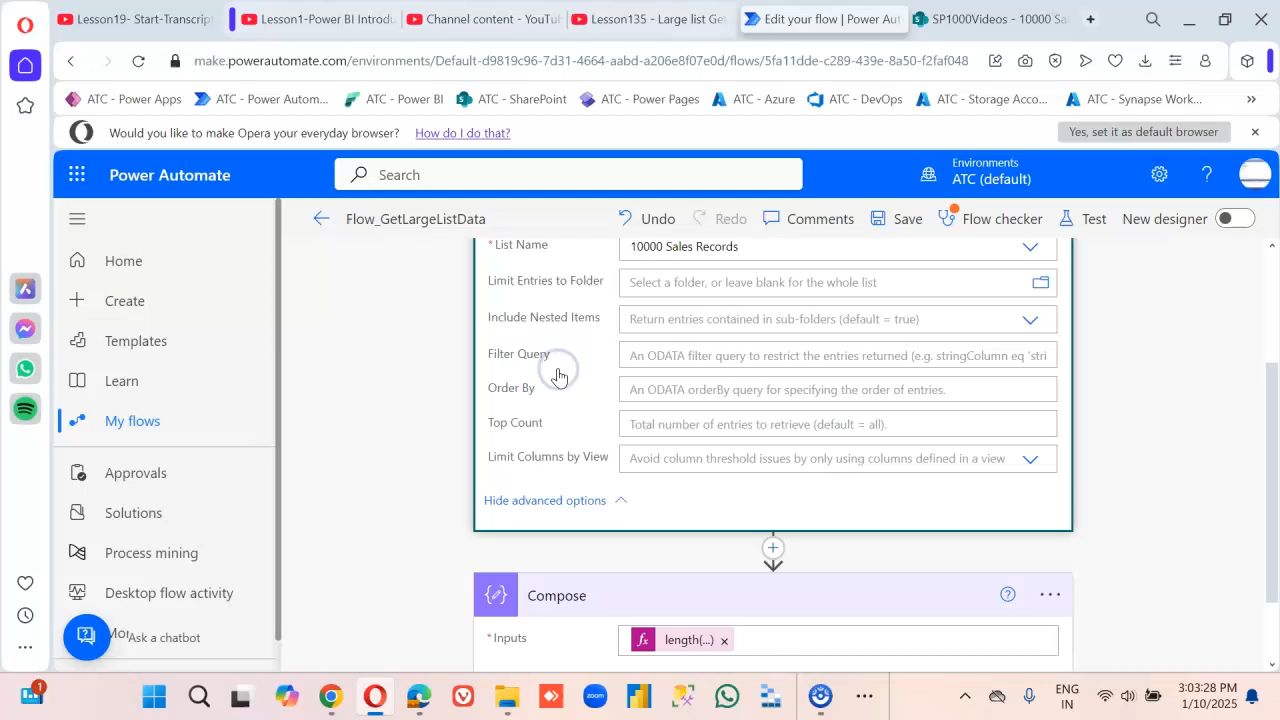 Lesson19- Start-Transcript
Lesson1-Power BI Introdu
Channel content - YouTu
Lesson135 - Large list Get
Edit your flow | Power Aut
SP1000Videos - 10000 Sa
make.powerautomate.com/environments/Default-d9819c96-7d31-4664-aabd-a206e8f07e0d/flows/5fa11dde-c289-439e-8a50-f2faf048
ATC - Power Apps
ATC - Power Autom...
ATC - Power BI
ATC - SharePoint
ATC - Power Pages
ATC - Azure
ATC - DevOps
ATC - Storage Acco...
ATC - Synapse Work...
Would you like to make Opera your everyday browser?
How do I do that?
Yes, set it as default browser
Power Automate
Search
Environments
ATC (default)
Flow_GetLargeListData
Undo
Redo
Comments
Save
Flow checker
Test
New designer
Home
Create
Templates
Learn
My flows
Approvals
Solutions
Process mining
Desktop flow activity
Ask a chatbot
* List Name
10000 Sales Records
Limit Entries to Folder
Select a folder, or leave blank for the whole list
Include Nested Items
Return entries contained in sub-folders (default = true)
Filter Query
An ODATA filter query to restrict the entries returned (e.g. stringColumn eq 'stri
Order By
An ODATA orderBy query for specifying the order of entries.
Top Count
Total number of entries to retrieve (default = all).
Limit Columns by View
Avoid column threshold issues by only using columns defined in a view
Hide advanced options
Compose
* Inputs
fx length(...)
1
zoom
ENG
IN
3:03:28 PM
1/10/2025